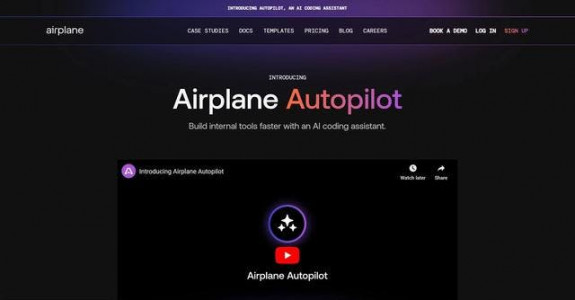 INTRODUCING AUTOPILOT, AN AI CODING ASSISTANT
airplane CASE STUDIES DOCS TEMPLATES PRICING BLOG CAREERS BOOK A DEMO LOG IN SIGN UP
INTRODUCING
Airplane Autopilot
Build internal tools faster with an AI coding assistant.
Introducing Airplane Autopilot
Watch later Share
Airplane Autopilot